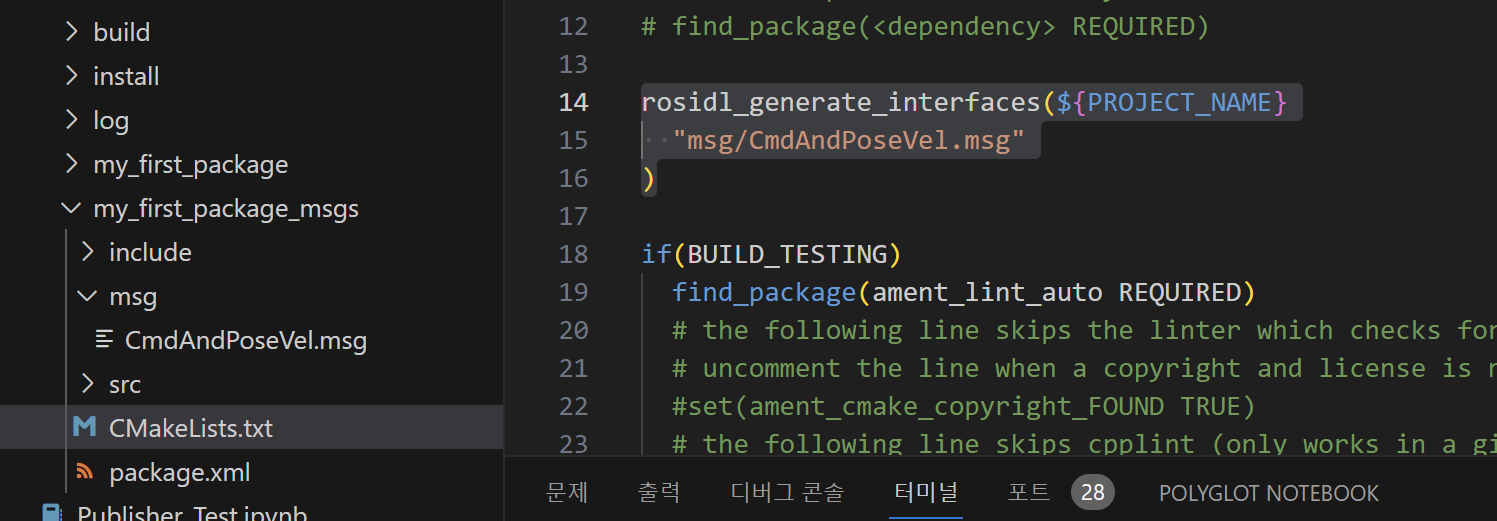 build
install
log
my_first_package
my_first_package_msgs
include
msg
CmdAndPoseVel.msg
src
CMakeLists.txt
package.xml
Publisher_Test.ipynb
12 # find_package(<dependency> REQUIRED)
13
14 rosidl_generate_interfaces(${PROJECT_NAME}
15 "msg/CmdAndPoseVel.msg"
16 )
17
18 if(BUILD_TESTING)
19 find_package(ament_lint_auto REQUIRED)
20 # the following line skips the linter which checks for
21 # uncomment the line when a copyright and license is
22 #set(ament_cmake_copyright_FOUND TRUE)
23 # the following line skips cpplint (only works in a
문제 출력 디버그 콘솔 터미널 포트 28 POLYGLOT NOTEBOOK